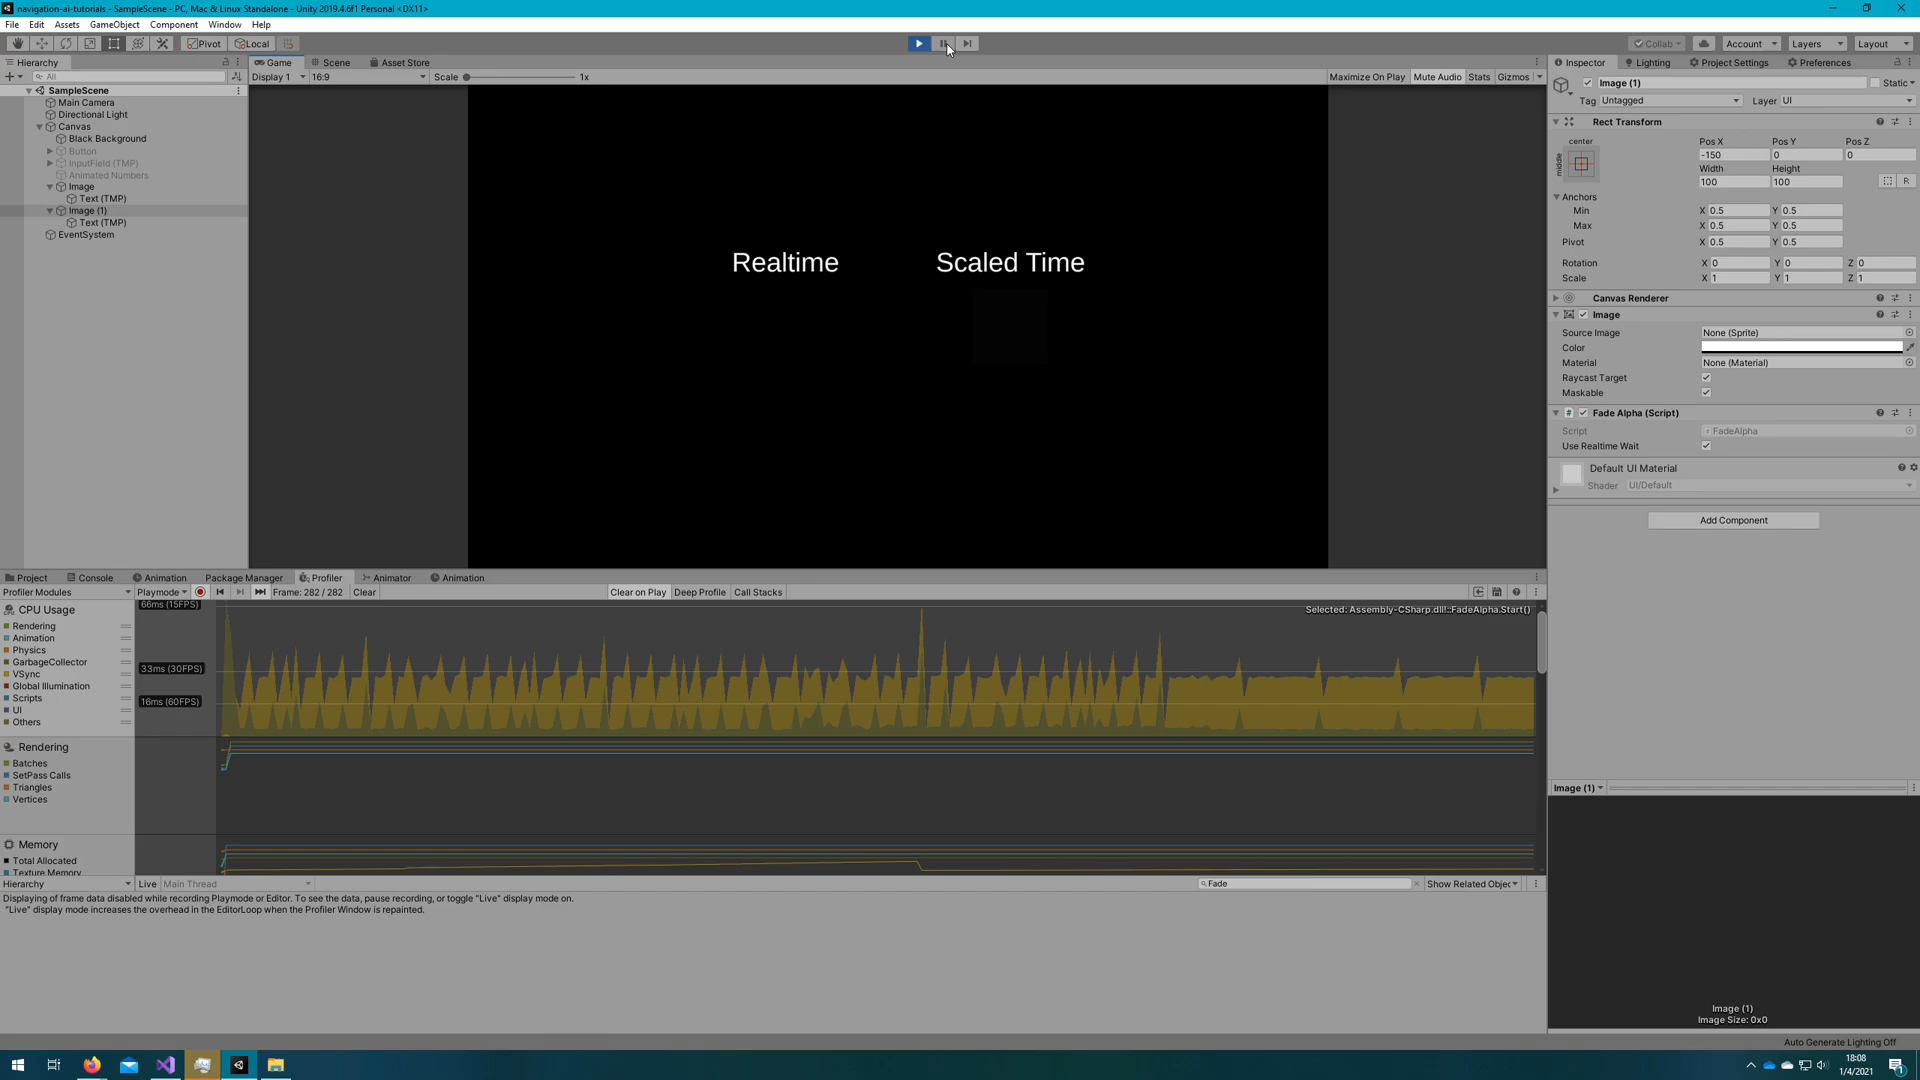 navigation-ai-tutorials - SampleScene - PC, Mac & Linux Standalone - Unity 2019.4.6f1 Personal <DX11>
File Edit Assets GameObject Component Window Help
Pivot Local Collab Account Layers Layout
Hierarchy
All
SampleScene
Main Camera
Directional Light
Canvas
Black Background
Button
InputField (TMP)
Animated Numbers
Image
Text (TMP)
Image (1)
Text (TMP)
EventSystem
Game Scene Asset Store
Display 1 16:9 Scale 1x Maximize On Play Mute Audio Stats Gizmos
Realtime Scaled Time
Inspector Lighting Project Settings Preferences
Image (1) Static
Tag Untagged Layer UI
Rect Transform
center
middle
Pos X Pos Y Pos Z
-150 0 0
Width Height
100 100 R
Anchors
Min X 0.5 Y 0.5
Max X 0.5 Y 0.5
Pivot X 0.5 Y 0.5
Rotation X 0 Y 0 Z 0
Scale X 1 Y 1 Z 1
Canvas Renderer
Image
Source Image None (Sprite)
Color
Material None (Material)
Raycast Target
Maskable
# Fade Alpha (Script)
Script FadeAlpha
Use Realtime Wait
Default UI Material
Shader UI/Default
Add Component
Image (1)
Image (1)
Image Size: 0x0
Project Console Animation Package Manager Profiler Animator Animation
Profiler Modules Playmode Frame: 282 / 282 Clear Clear on Play Deep Profile Call Stacks
CPU Usage
Rendering
Animation
Physics
GarbageCollector
VSync
Global Illumination
Scripts
UI
Others
66ms (15FPS)
33ms (30FPS)
16ms (60FPS)
Selected: Assembly-CSharp.dll!::FadeAlpha.Start()
Rendering
Batches
SetPass Calls
Triangles
Vertices
Memory
Total Allocated
Texture Memory
Hierarchy Live Main Thread Fade Show Related Objec
Displaying of frame data disabled while recording Playmode or Editor. To see the data, pause recording, or toggle "Live" display mode on.
"Live" display mode increases the overhead in the EditorLoop when the Profiler Window is repainted.
Auto Generate Lighting Off
18:08
1/4/2021
1